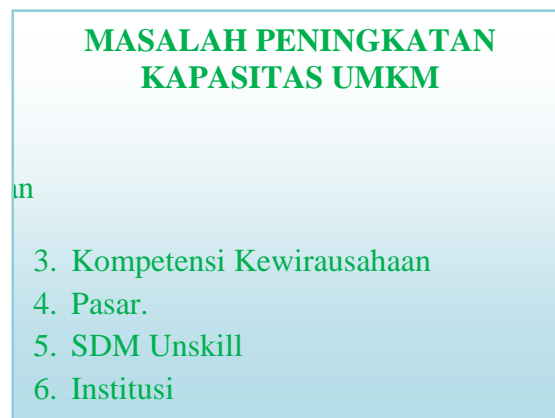 MASALAH PENINGKATAN
KAPASITAS UMKM
3. Kompetensi Kewirausahaan
4. Pasar.
5. SDM Unskill
6. Institusi